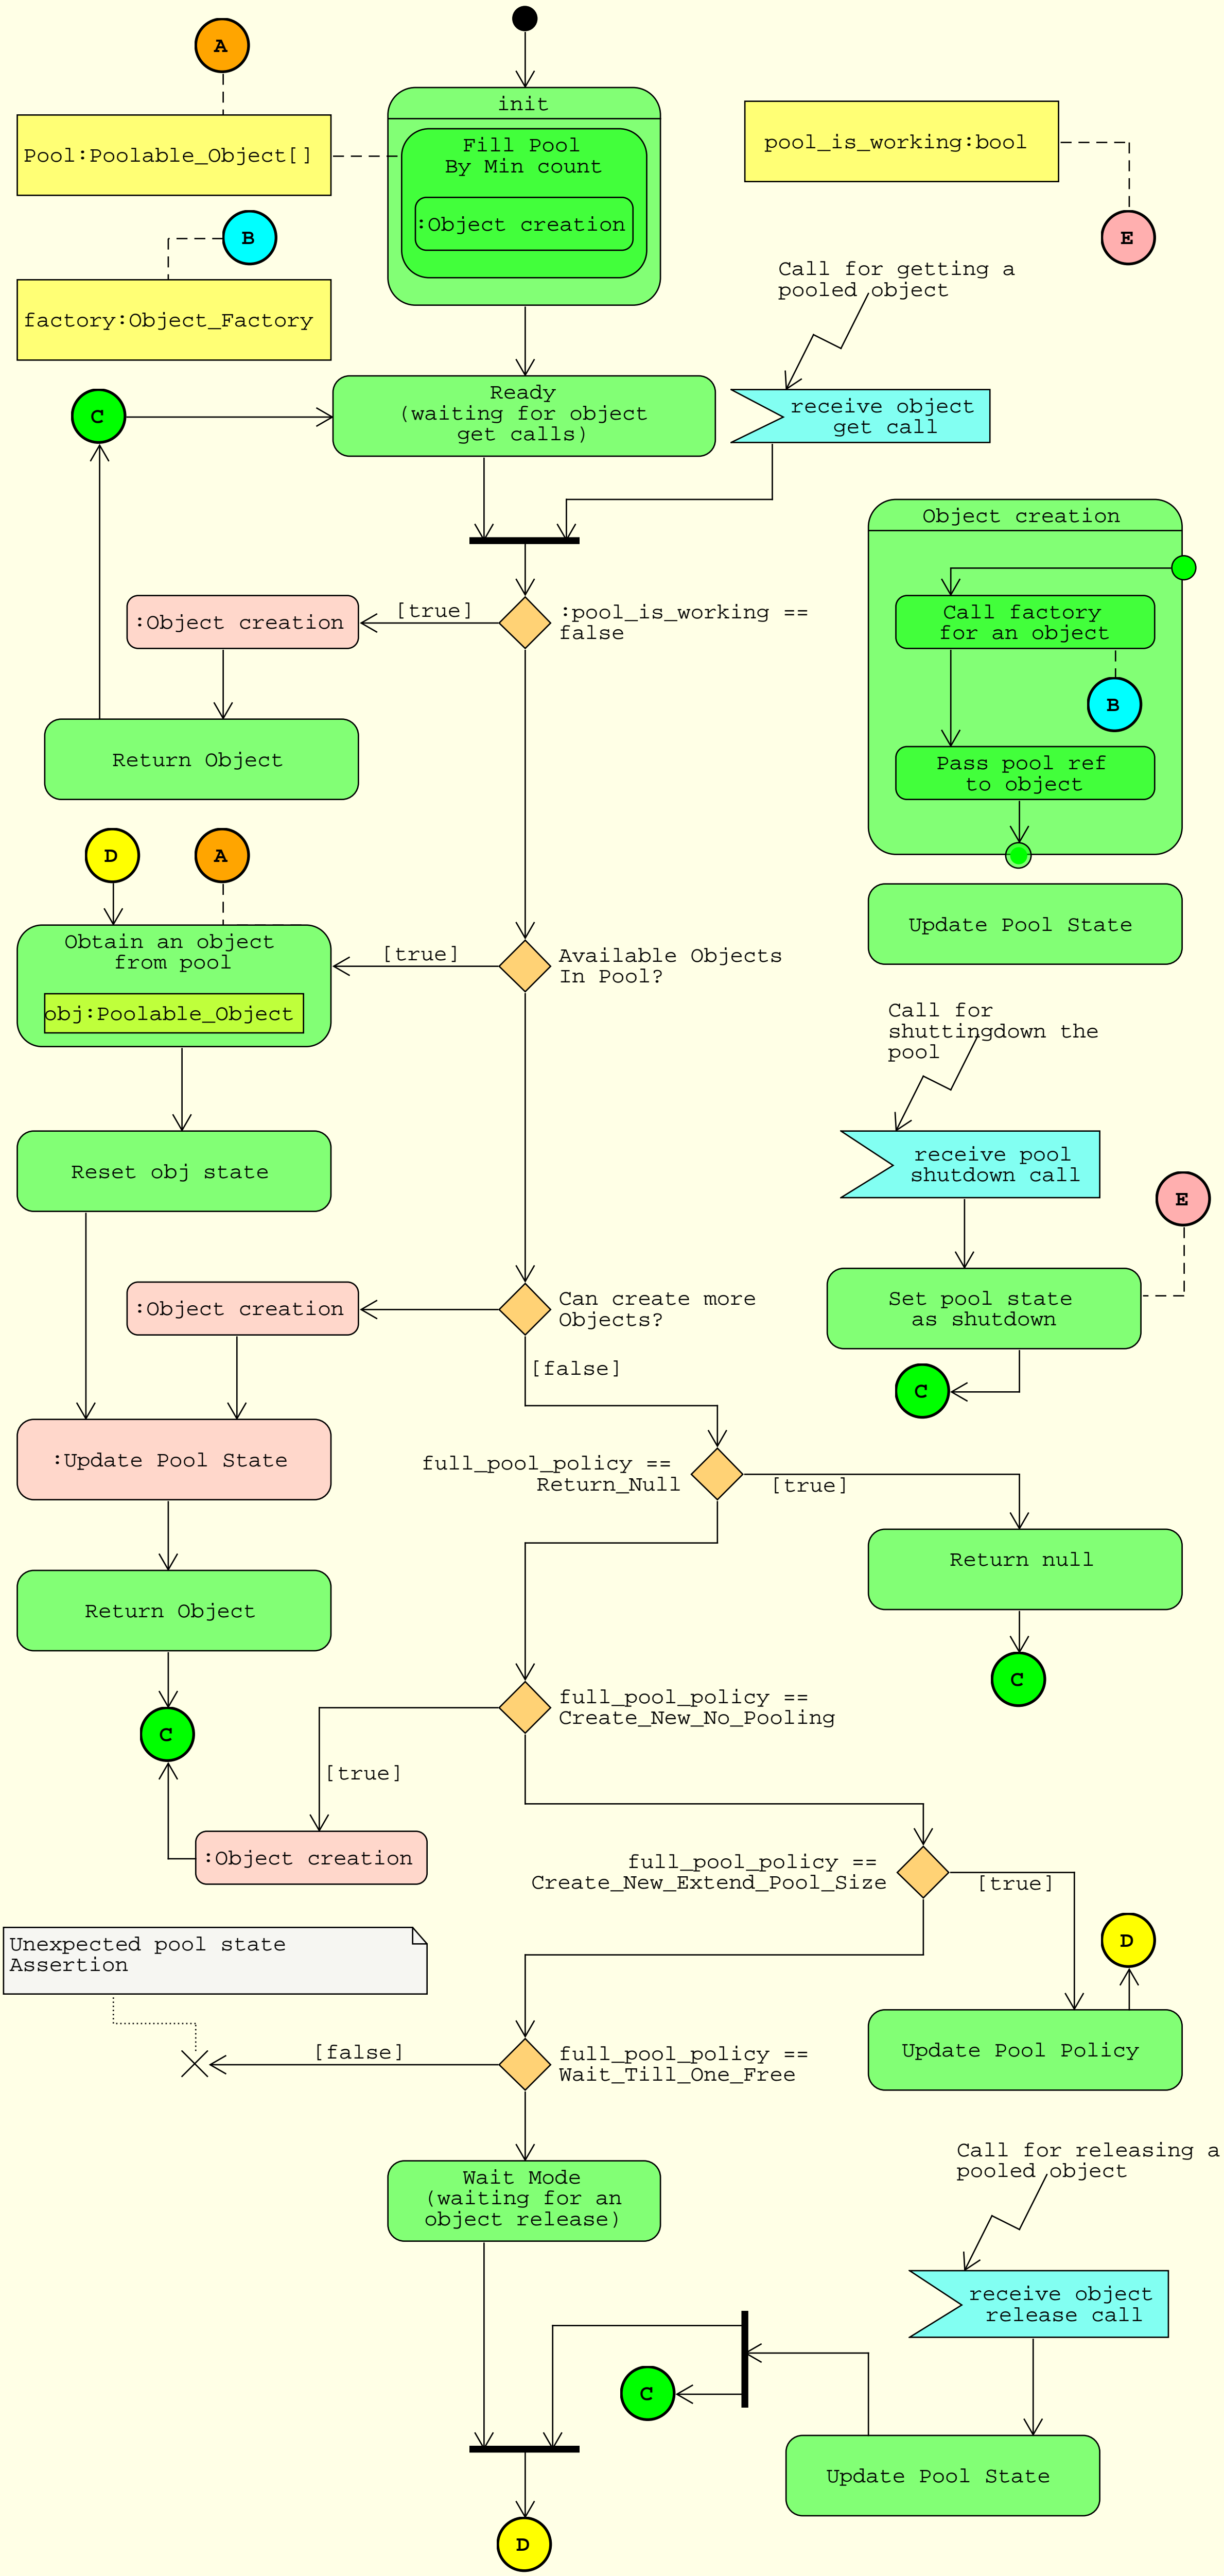 A
init
Pool:Poolable_Object[]
Fill Pool
By Min count
:Object creation
pool_is_working:bool
B
E
factory:Object_Factory
Call for getting a
pooled object
C
Ready
(waiting for object
get calls)
receive object
get call
Object creation
:Object creation
[true]
:pool_is_working ==
false
Call factory
for an object
B
Return Object
Pass pool ref
to object
D
A
Update Pool State
Obtain an object
from pool
obj:Poolable_Object
[true]
Available Objects
In Pool?
Call for
shuttingdown the
pool
Reset obj state
receive pool
shutdown call
E
:Object creation
Can create more
Objects?
[false]
Set pool state
as shutdown
C
:Update Pool State
full_pool_policy ==
Return_Null
[true]
Return null
Return Object
C
C
full_pool_policy ==
Create_New_No_Pooling
[true]
:Object creation
full_pool_policy ==
Create_New_Extend_Pool_Size
[true]
Unexpected pool state
Assertion
D
[false]
full_pool_policy ==
Wait_Till_One_Free
Update Pool Policy
Wait Mode
(waiting for an
object release)
Call for releasing a
pooled object
receive object
release call
C
Update Pool State
D